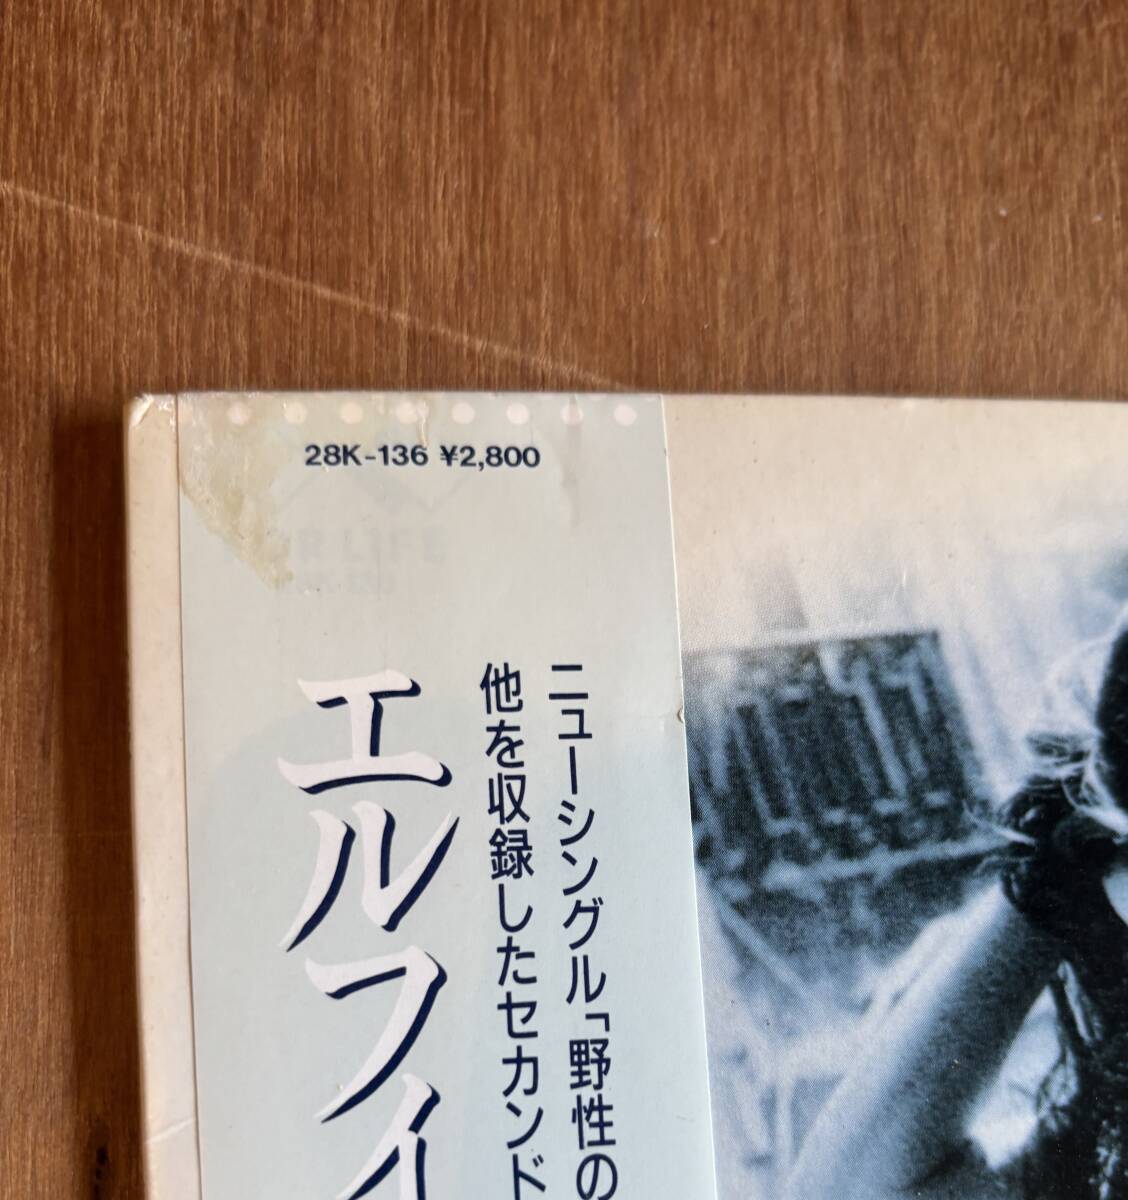 28K-136 ¥2,800
R LIFE
ニューシングル「野性の
他を収録したセカンド
エルフィ